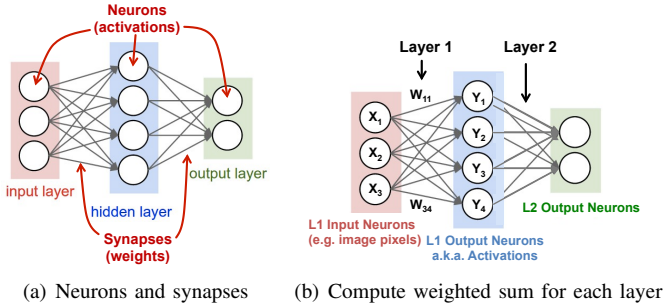 Neurons
(activations)
input layer
hidden layer
output layer
Synapses
(weights)
(a) Neurons and synapses
Layer 1
Layer 2
W11
X1
X2
X3
W34
Y1
Y2
Y3
Y4
L1 Input Neurons
(e.g. image pixels)
L1 Output Neurons
a.k.a. Activations
L2 Output Neurons
(b) Compute weighted sum for each layer